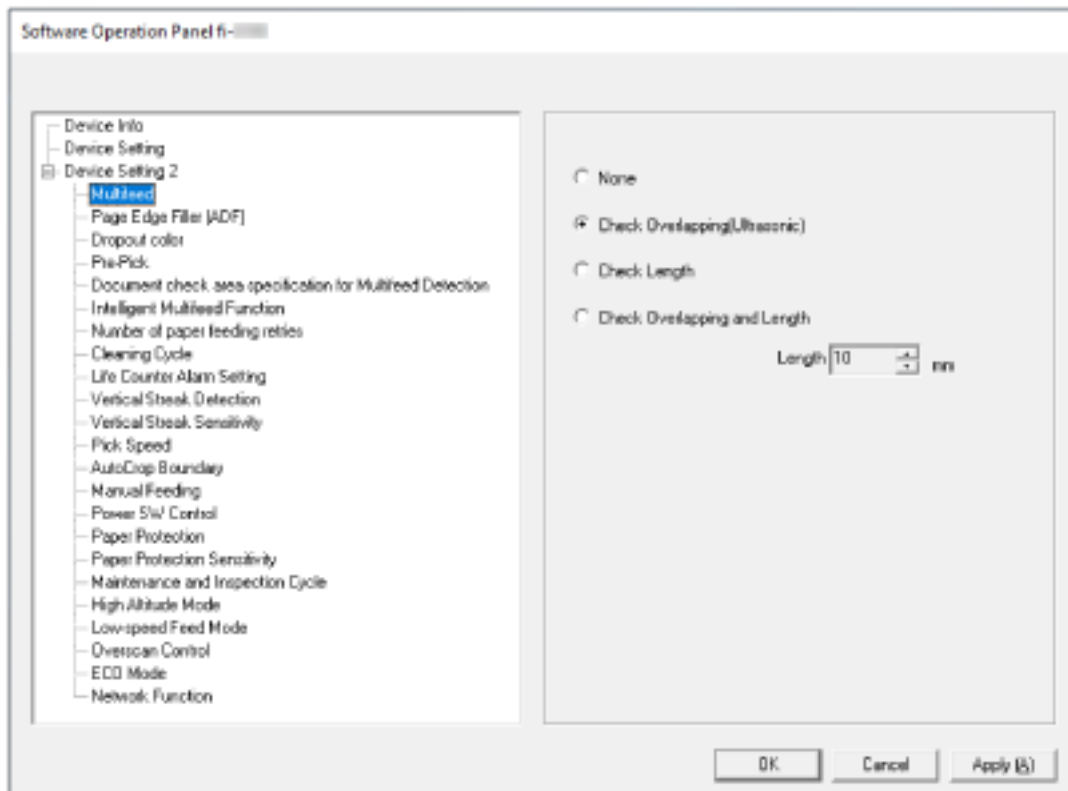 Software Operation Panel fi-
Device Info
Device Setting
Device Setting 2
Multifeed
Page Edge Filler [ADF]
Dropout color
Pre-Pick
Document check area specification for Multifeed Detection
Intelligent Multifeed Function
Number of paper feeding retries
Cleaning Cycle
Life Counter Alarm Setting
Vertical Streak Detection
Vertical Streak Sensitivity
Pick Speed
AutoCrop Boundary
Manual Feeding
Power SW Control
Paper Protection
Paper Protection Sensitivity
Maintenance and Inspection Cycle
High Altitude Mode
Low-speed Feed Mode
Overscan Control
ECO Mode
Network Function
None
Check Overlapping(Ultrasonic)
Check Length
Check Overlapping and Length
Length 10 mm
OK Cancel Apply (A)